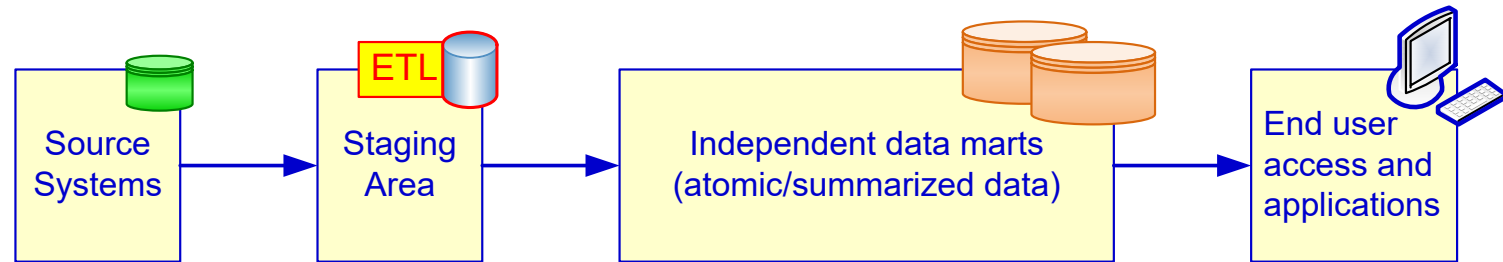 Source
Systems
ETL
Staging
Area
Independent data marts
(atomic/summarized data)
End user
access and
applications